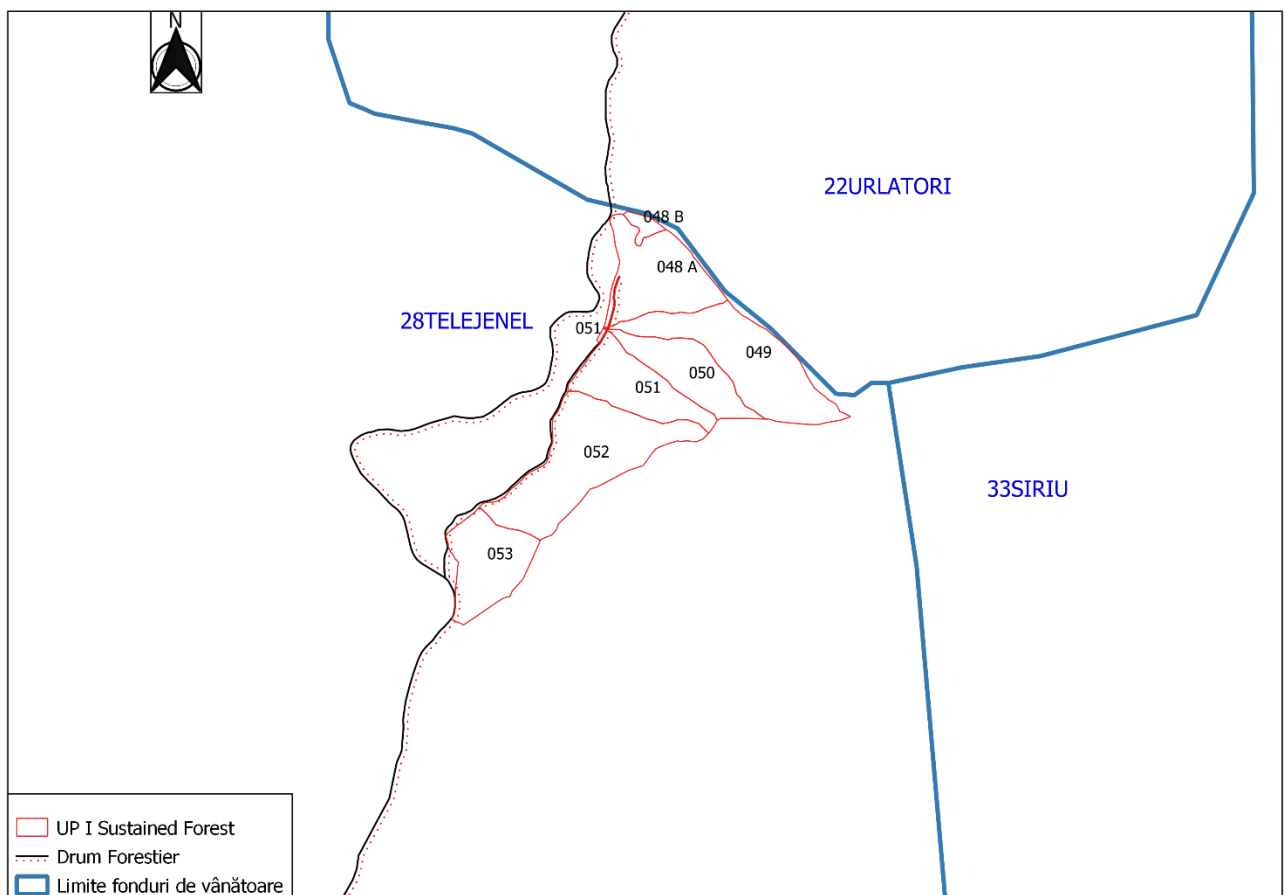 N
22URLATORI
048 B
048 A
28TELEJENEL
051
049
050
051
052
33SIRIU
053
UP I Sustained Forest
Drum Forestier
Limite fonduri de vânătoare